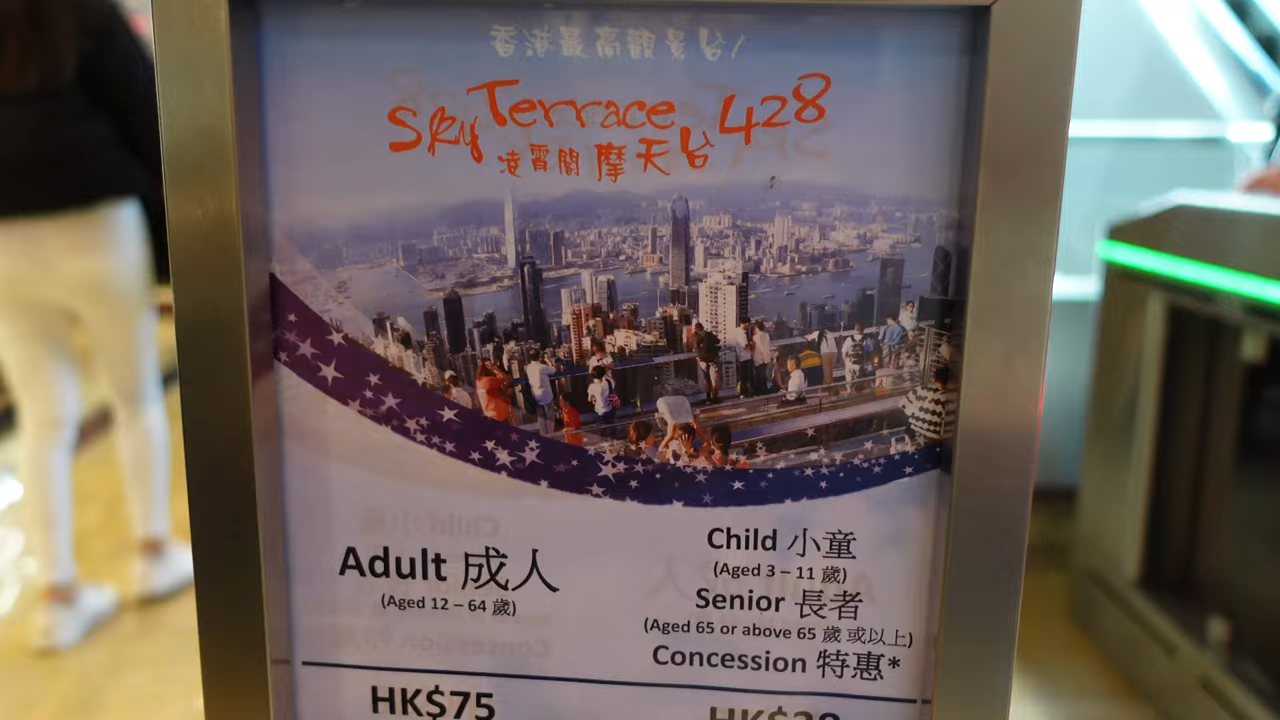 香港最高觀景台!
Sky Terrace 428
凌霄閣 摩天台
Adult 成人
(Aged 12 – 64 歲)
Child 小童
(Aged 3 – 11 歲)
Senior 長者
(Aged 65 or above 65 歲 或以上)
Concession 特惠*
HK$75